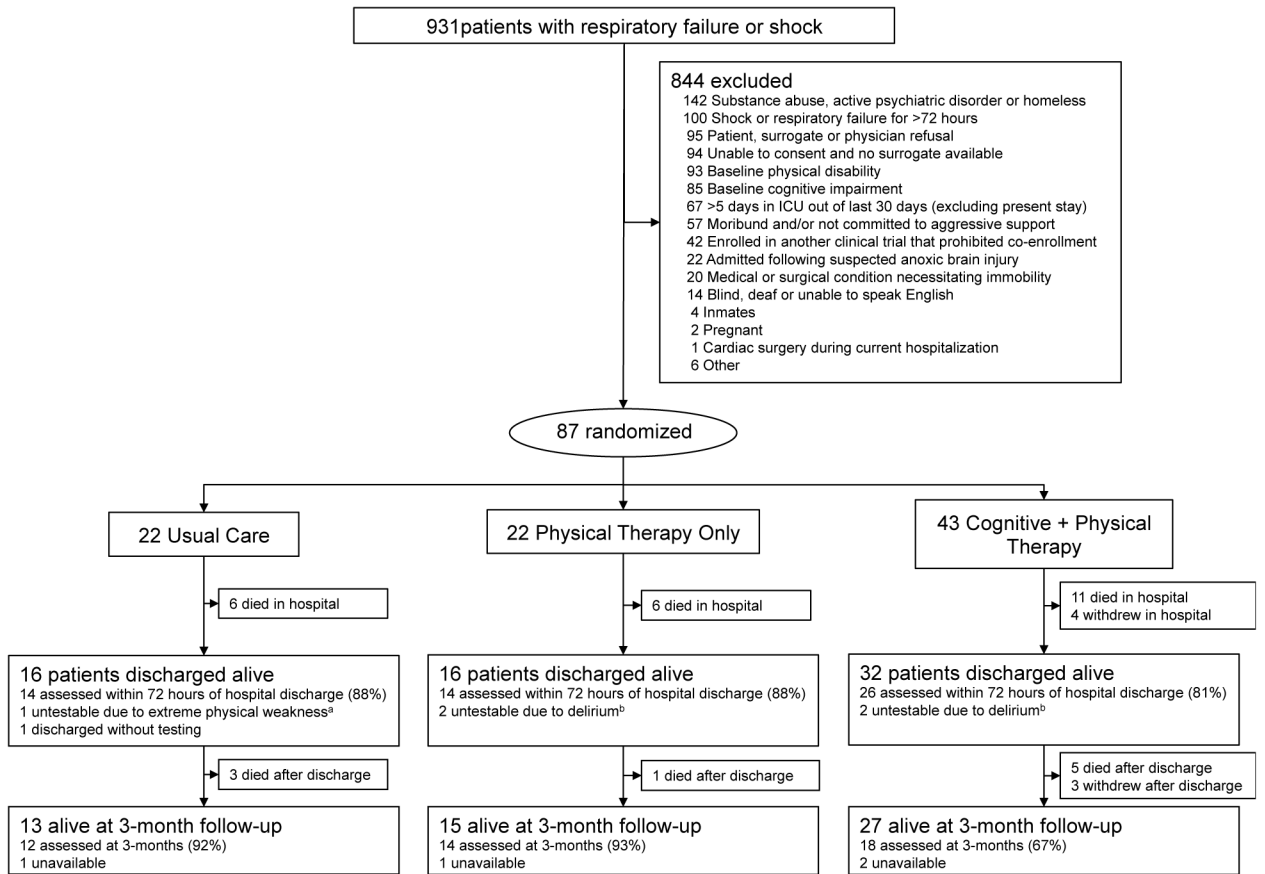 931patients with respiratory failure or shock
844 excluded
142 Substance abuse, active psychiatric disorder or homeless
100 Shock or respiratory failure for >72 hours
95 Patient, surrogate or physician refusal
94 Unable to consent and no surrogate available
93 Baseline physical disability
85 Baseline cognitive impairment
67 >5 days in ICU out of last 30 days (excluding present stay)
57 Moribund and/or not committed to aggressive support
42 Enrolled in another clinical trial that prohibited co-enrollment
22 Admitted following suspected anoxic brain injury
20 Medical or surgical condition necessitating immobility
14 Blind, deaf or unable to speak English
4 Inmates
2 Pregnant
1 Cardiac surgery during current hospitalization
6 Other
87 randomized
22 Usual Care
6 died in hospital
16 patients discharged alive
14 assessed within 72 hours of hospital discharge (88%)
1 untestable due to extreme physical weaknessᵃ
1 discharged without testing
3 died after discharge
13 alive at 3-month follow-up
12 assessed at 3-months (92%)
1 unavailable
22 Physical Therapy Only
6 died in hospital
16 patients discharged alive
14 assessed within 72 hours of hospital discharge (88%)
2 untestable due to deliriumᵇ
1 died after discharge
15 alive at 3-month follow-up
14 assessed at 3-months (93%)
1 unavailable
43 Cognitive + Physical
Therapy
11 died in hospital
4 withdrew in hospital
32 patients discharged alive
26 assessed within 72 hours of hospital discharge (81%)
2 untestable due to deliriumᵇ
5 died after discharge
3 withdrew after discharge
27 alive at 3-month follow-up
18 assessed at 3-months (67%)
2 unavailable